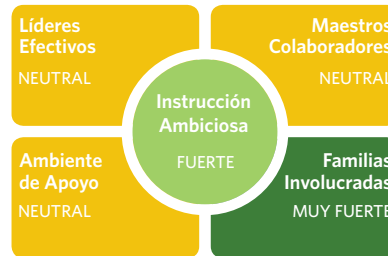 Líderes
Efectivos
NEUTRAL
Maestros
Colaboradores
NEUTRAL
Instrucción
Ambiciosa
FUERTE
Ambiente
de Apoyo
NEUTRAL
Familias
Involucradas
MUY FUERTE